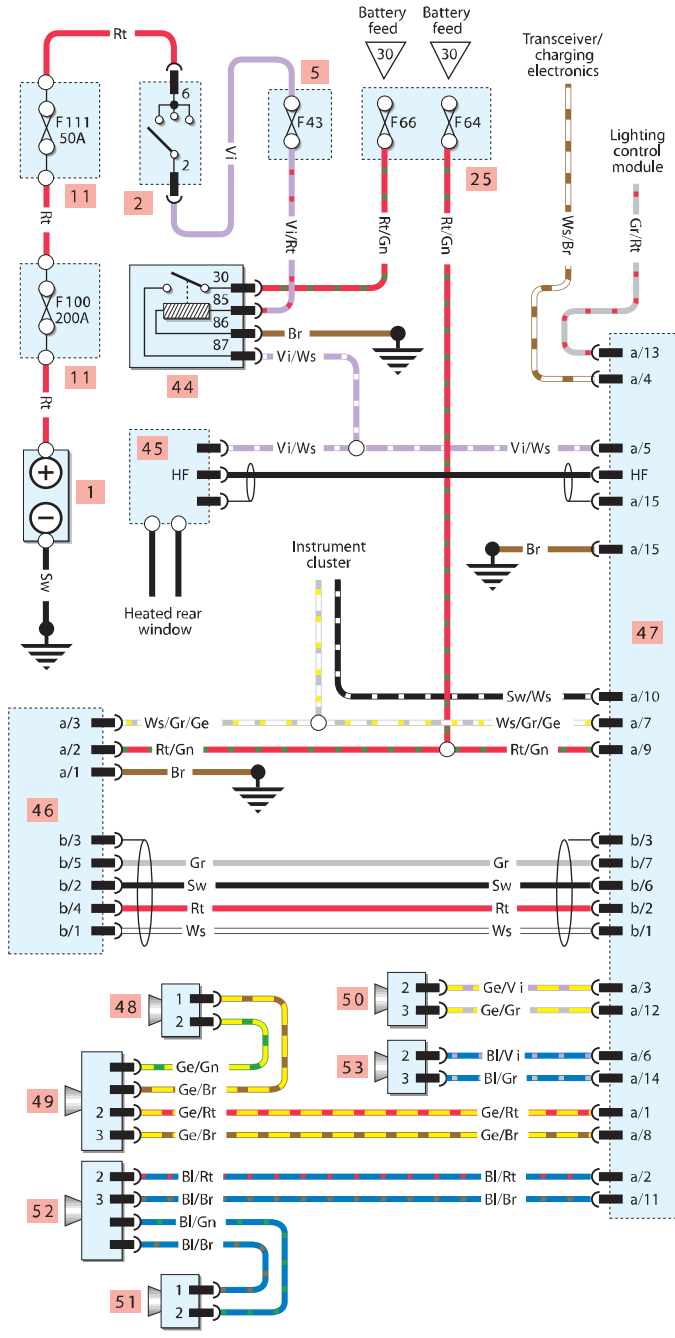 Rt
Battery feed
Battery feed
30
30
Transceiver/
charging
electronics
Lighting
control
module
5
6
F111
50A
F43
F66
F64
2
11
2
25
Vi
Rt
Vi/Rt
Rt/Gn
Rt/Gn
Ws/Br
Gr/Rt
F100
200A
30
85
86
87
Br
Vi/Ws
44
11
a/13
a/4
Rt
45
Vi/Ws
Vi/Ws
a/5
HF
HF
a/15
1
Sw
Instrument
cluster
Br
a/15
Heated rear
window
47
Sw/Ws
a/10
a/3
Ws/Gr/Ge
Ws/Gr/Ge
a/7
a/2
Rt/Gn
Rt/Gn
a/9
a/1
Br
46
b/3
b/3
b/5
Gr
Gr
b/7
b/2
Sw
Sw
b/6
b/4
Rt
Rt
b/2
b/1
Ws
Ws
b/1
48
1
2
50
2
Ge/Vi
a/3
3
Ge/Gr
a/12
53
2
Bl/Vi
a/6
3
Bl/Gr
a/14
49
Ge/Gn
Ge/Br
2
Ge/Rt
Ge/Rt
a/1
3
Ge/Br
Ge/Br
a/8
52
2
Bl/Rt
Bl/Rt
a/2
3
Bl/Br
Bl/Br
a/11
Bl/Gn
Bl/Br
51
1
2